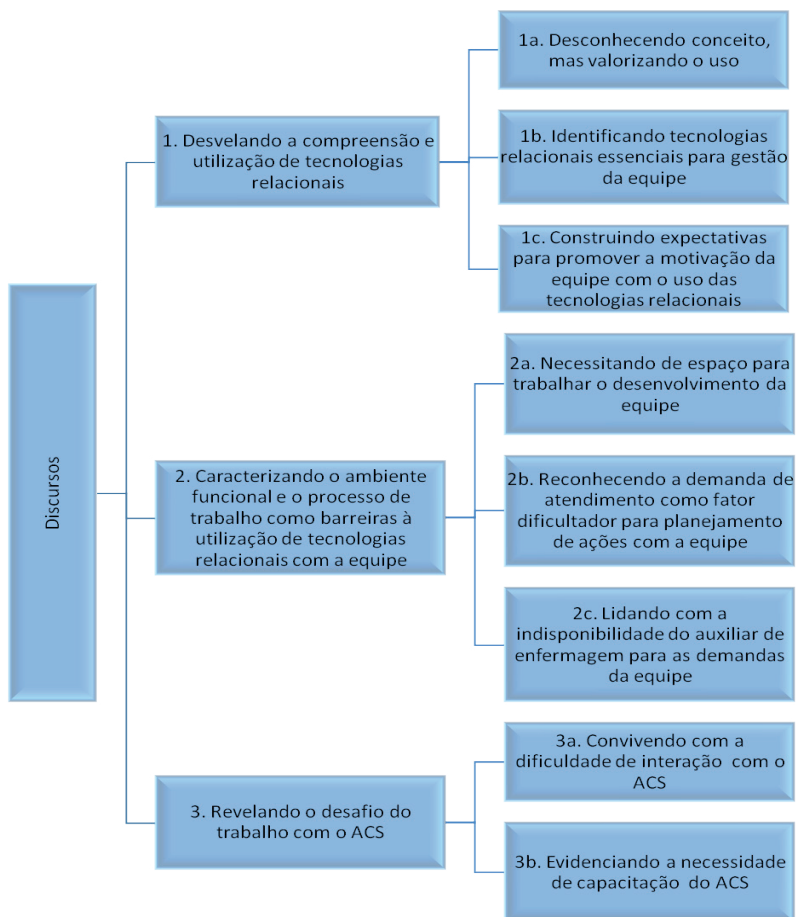 Discursos
1. Desvelando a compreensão e
utilização de tecnologias
relacionais
1a. Desconhecendo conceito,
mas valorizando o uso
1b. Identificando tecnologias
relacionais essenciais para gestão
da equipe
1c. Construindo expectativas
para promover a motivação da
equipe com o uso das
tecnologias relacionais
2. Caracterizando o ambiente
funcional e o processo de
trabalho como barreiras à
utilização de tecnologias
relacionais com a equipe
2a. Necessitando de espaço para
trabalhar o desenvolvimento da
equipe
2b. Reconhecendo a demanda de
atendimento como fator
dificultador para planejamento
de ações com a equipe
2c. Lidando com a
indisponibilidade do auxiliar de
enfermagem para as demandas
da equipe
3. Revelando o desafio do
trabalho com o ACS
3a. Convivendo com a
dificuldade de interação com o
ACS
3b. Evidenciando a necessidade
de capacitação do ACS